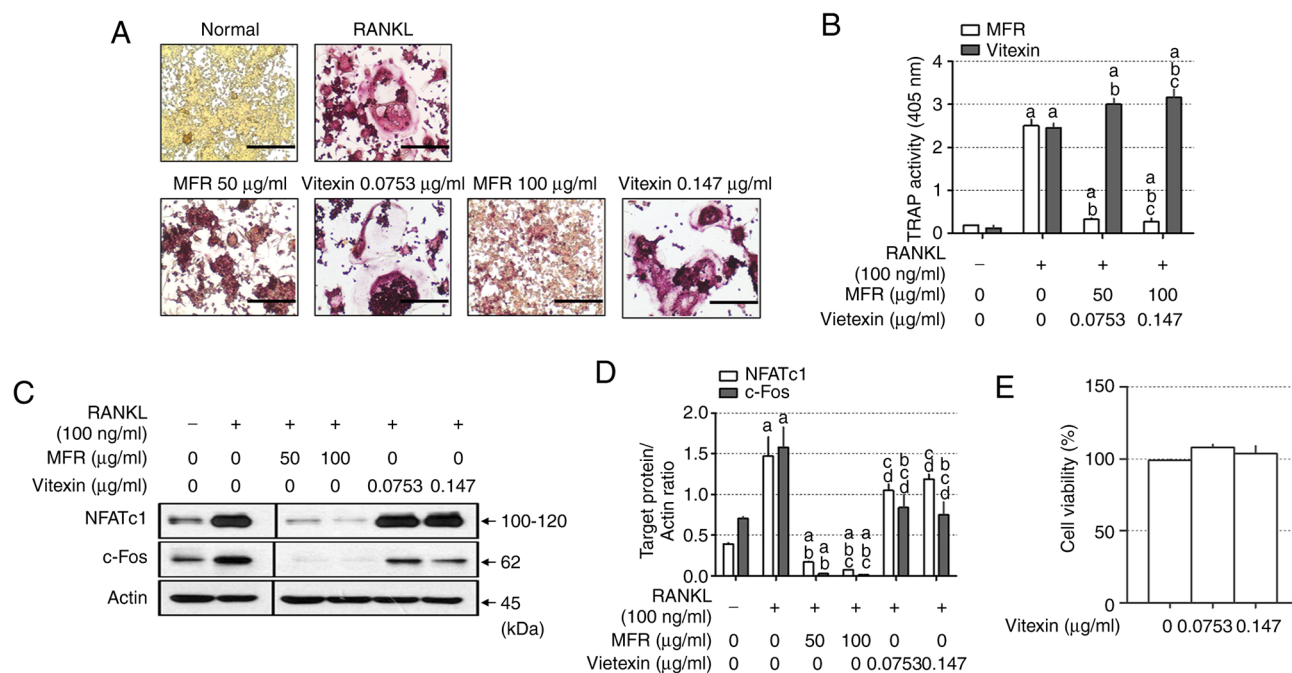 A
Normal
RANKL
MFR 50 μg/ml
Vitexin 0.0753 μg/ml
MFR 100 μg/ml
Vitexin 0.147 μg/ml
B
MFR
Vitexin
TRAP activity (405 nm)
4
3
2
1
0
a
a
a
b
a
b
a
b
c
a
b
c
RANKL
(100 ng/ml)
– + + +
MFR (μg/ml) 0 0 50 100
Vietexin (μg/ml) 0 0 0.0753 0.147
C
RANKL
(100 ng/ml)
– + + + + +
MFR (μg/ml) 0 0 50 100 0 0
Vitexin (μg/ml) 0 0 0 0 0.0753 0.147
NFATc1 ← 100-120
c-Fos ← 62
Actin ← 45
(kDa)
D
NFATc1
c-Fos
Target protein/
Actin ratio
2.0
1.5
1.0
0.5
0.0
a
a
a
b
a
b
a
b
c
a
b
c
c
d
b
c
d
c
d
b
c
d
RANKL
(100 ng/ml)
– + + + + +
MFR (μg/ml) 0 0 50 100 0 0
Vietexin (μg/ml) 0 0 0 0 0.0753 0.147
E
Cell viability (%)
150
100
50
0
Vitexin (μg/ml) 0 0.0753 0.147